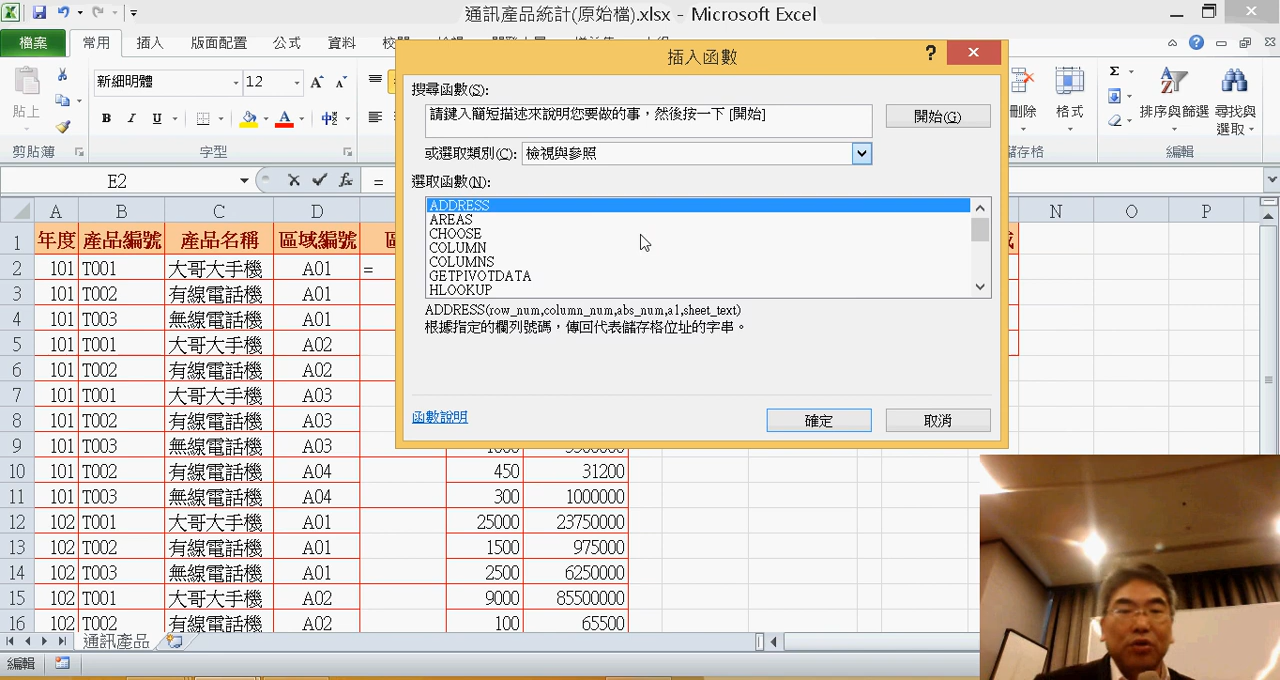 通訊產品統計(原始檔).xlsx - Microsoft Excel
檔案 常用 插入 版面配置 公式 資料
新細明體 12
貼上
剪貼簿 字型
B I U A
刪除 格式 排序與篩選 尋找與選取
編輯
插入函數
搜尋函數(S):
請鍵入簡短描述來說明您要做的事，然後按一下 [開始]
開始(G)
或選取類別(C): 檢視與參照
選取函數(N):
ADDRESS
AREAS
CHOOSE
COLUMN
COLUMNS
GETPIVOTDATA
HLOOKUP
ADDRESS(row_num,column_num,abs_num,a1,sheet_text)
根據指定的欄列號碼，傳回代表儲存格位址的字串。
函數說明 確定 取消
E2 fx =
A B C D N O P
1 年度 產品編號 產品名稱 區域編號
2 101 T001 大哥大手機 A01 =
3 101 T002 有線電話機 A01
4 101 T003 無線電話機 A01
5 101 T001 大哥大手機 A02
6 101 T002 有線電話機 A02
7 101 T001 大哥大手機 A03
8 101 T002 有線電話機 A03
9 101 T003 無線電話機 A03
10 101 T002 有線電話機 A04 450 31200
11 101 T003 無線電話機 A04 300 1000000
12 102 T001 大哥大手機 A01 25000 23750000
13 102 T002 有線電話機 A01 1500 975000
14 102 T003 無線電話機 A01 2500 6250000
15 102 T001 大哥大手機 A02 9000 85500000
16 102 T002 有線電話機 A02 100 65500
通訊產品
編輯